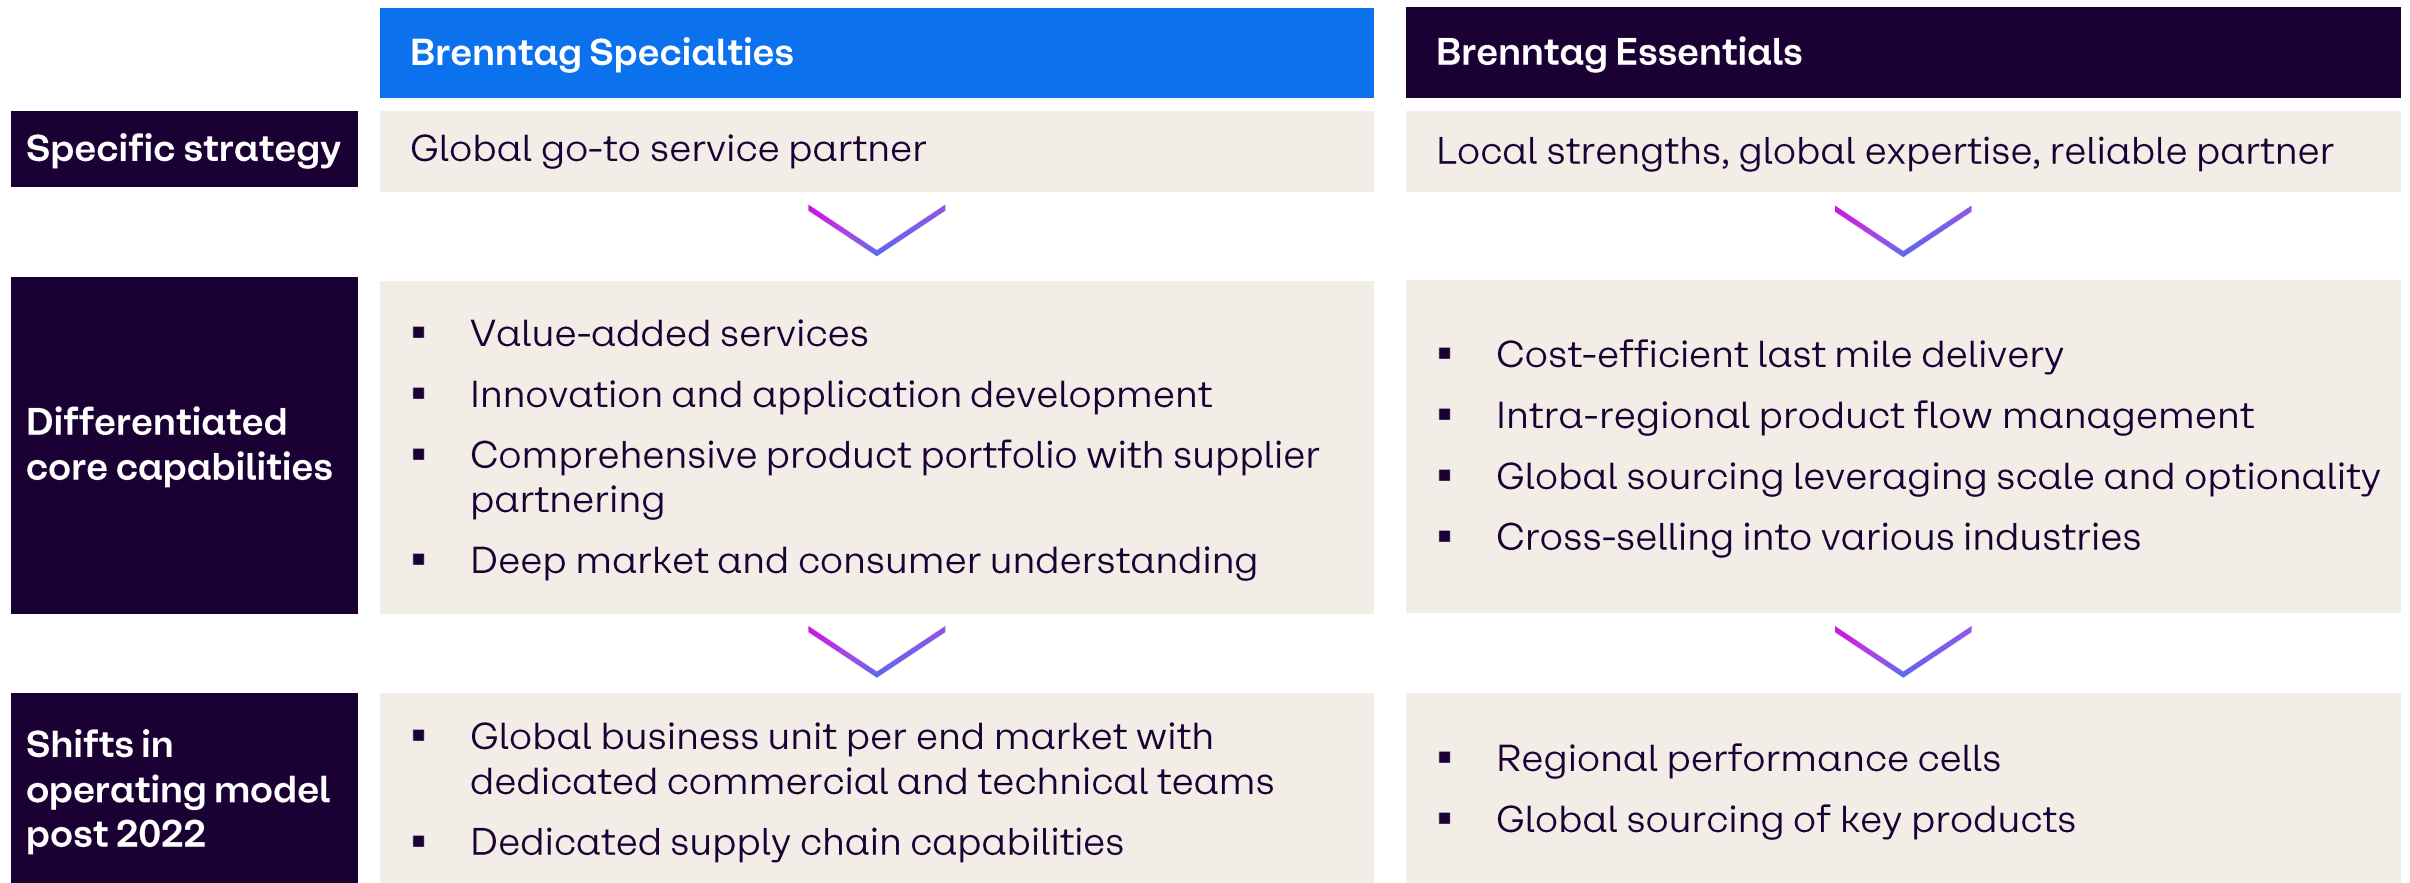 Brenntag Specialties
Brenntag Essentials
Specific strategy
Global go-to service partner
Local strengths, global expertise, reliable partner
Differentiated
core capabilities
▪ Value-added services
▪ Innovation and application development
▪ Comprehensive product portfolio with supplier
partnering
▪ Deep market and consumer understanding
▪ Cost-efficient last mile delivery
▪ Intra-regional product flow management
▪ Global sourcing leveraging scale and optionality
▪ Cross-selling into various industries
Shifts in
operating model
post 2022
▪ Global business unit per end market with
dedicated commercial and technical teams
▪ Dedicated supply chain capabilities
▪ Regional performance cells
▪ Global sourcing of key products